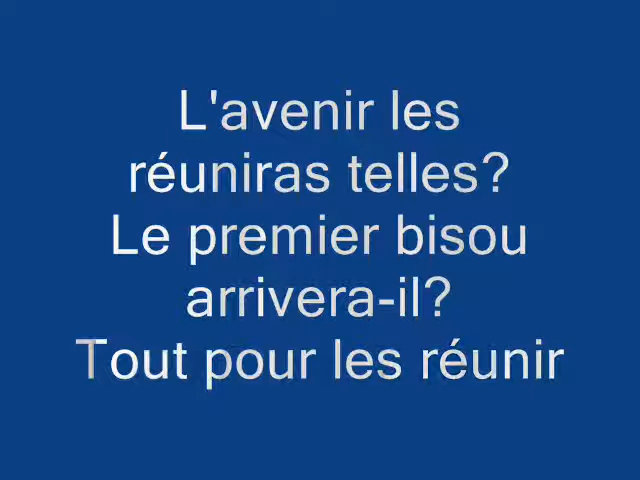 L'avenir les
réuniras telles?
Le premier bisou
arrivera-il?
Tout pour les réunir